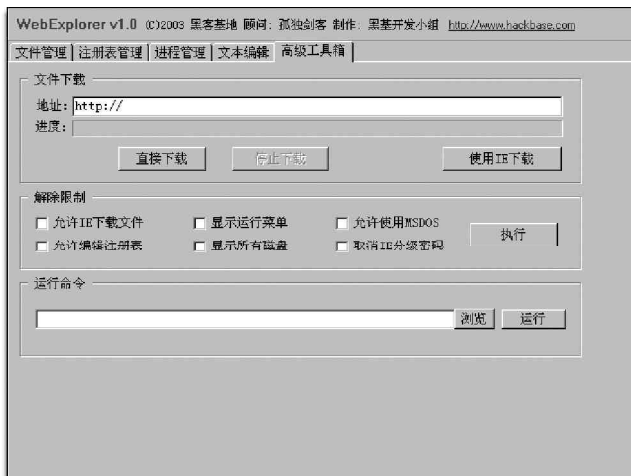 WebExplorer v1.0 (C)2003 黑客基地 顾问: 孤独剑客 制作: 黑基开发小组 http://www.hackbase.com
文件管理 注册表管理 进程管理 文本编辑 高级工具箱
文件下载
地址: http://
进度:
直接下载 停止下载 使用IE下载
解除限制
允许IE下载文件 显示运行菜单 允许使用MSDOS
执行
允许编辑注册表 显示所有磁盘 取消IE分级密码
运行命令
浏览 运行